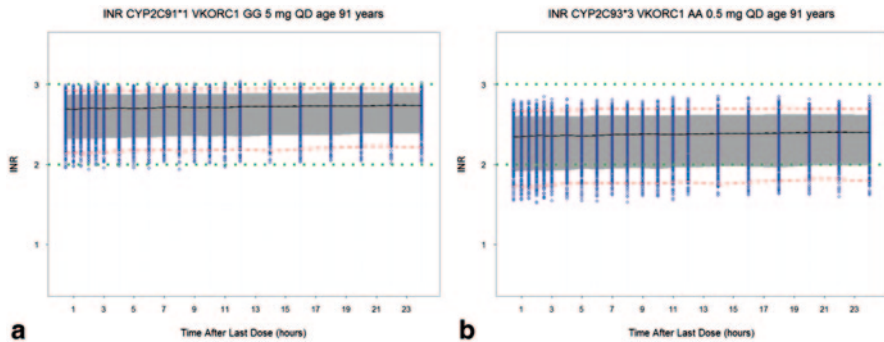 INR CYP2C91*1 VKORC1 GG 5 mg QD age 91 years
3
2
1
INR
1 3 5 7 9 11 13 15 17 19 21 23
Time After Last Dose (hours)
a
INR CYP2C93*3 VKORC1 AA 0.5 mg QD age 91 years
3
2
1
INR
1 3 5 7 9 11 13 15 17 19 21 23
Time After Last Dose (hours)
b